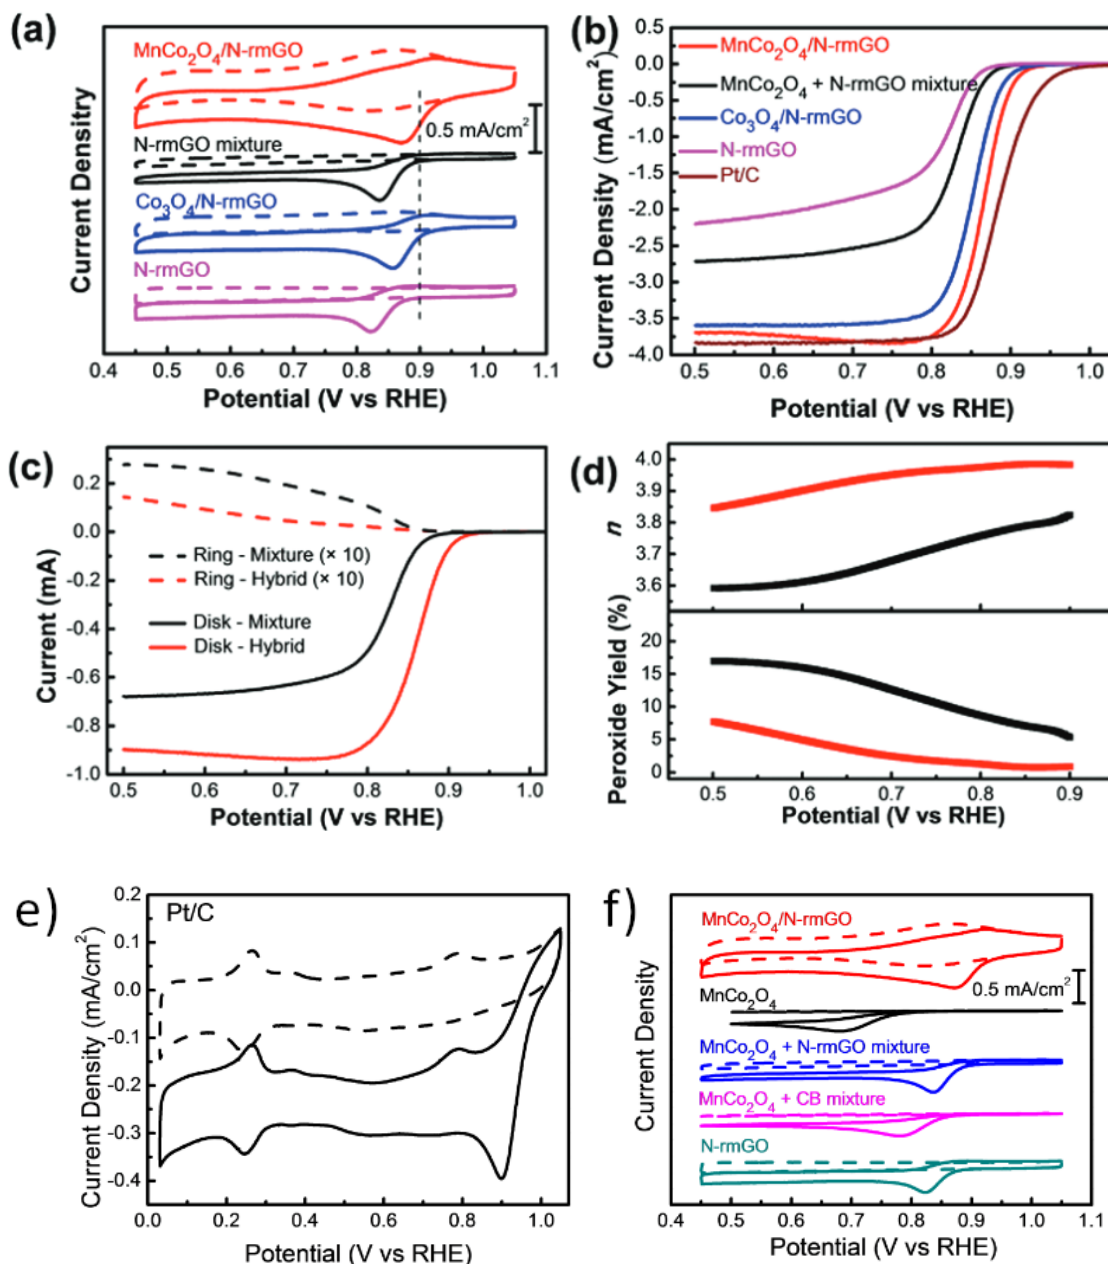 (a)
MnCo₂O₄/N-rmGO
0.5 mA/cm²
N-rmGO mixture
Co₃O₄/N-rmGO
N-rmGO
Current Densitry
0.4 0.5 0.6 0.7 0.8 0.9 1.0 1.1
Potential (V vs RHE)
(b)
MnCo₂O₄/N-rmGO
MnCo₂O₄ + N-rmGO mixture
Co₃O₄/N-rmGO
N-rmGO
Pt/C
Current Density (mA/cm²)
0.5
0.0
-0.5
-1.0
-1.5
-2.0
-2.5
-3.0
-3.5
-4.0
0.5 0.6 0.7 0.8 0.9 1.0
Potential (V vs RHE)
(c)
Ring - Mixture (× 10)
Ring - Hybrid (× 10)
Disk - Mixture
Disk - Hybrid
Current (mA)
0.2
0.0
-0.2
-0.4
-0.6
-0.8
-1.0
0.5 0.6 0.7 0.8 0.9 1.0
Potential (V vs RHE)
(d)
n
4.0
3.9
3.8
3.7
3.6
Peroxide Yield (%)
20
15
10
5
0
0.5 0.6 0.7 0.8 0.9
Potential (V vs RHE)
e)
Pt/C
Current Density (mA/cm²)
0.2
0.1
0.0
-0.1
-0.2
-0.3
-0.4
0.0 0.2 0.4 0.6 0.8 1.0
Potential (V vs RHE)
f)
MnCo₂O₄/N-rmGO
0.5 mA/cm²
MnCo₂O₄
MnCo₂O₄ + N-rmGO mixture
MnCo₂O₄ + CB mixture
N-rmGO
Current Density
0.4 0.5 0.6 0.7 0.8 0.9 1.0 1.1
Potential (V vs RHE)